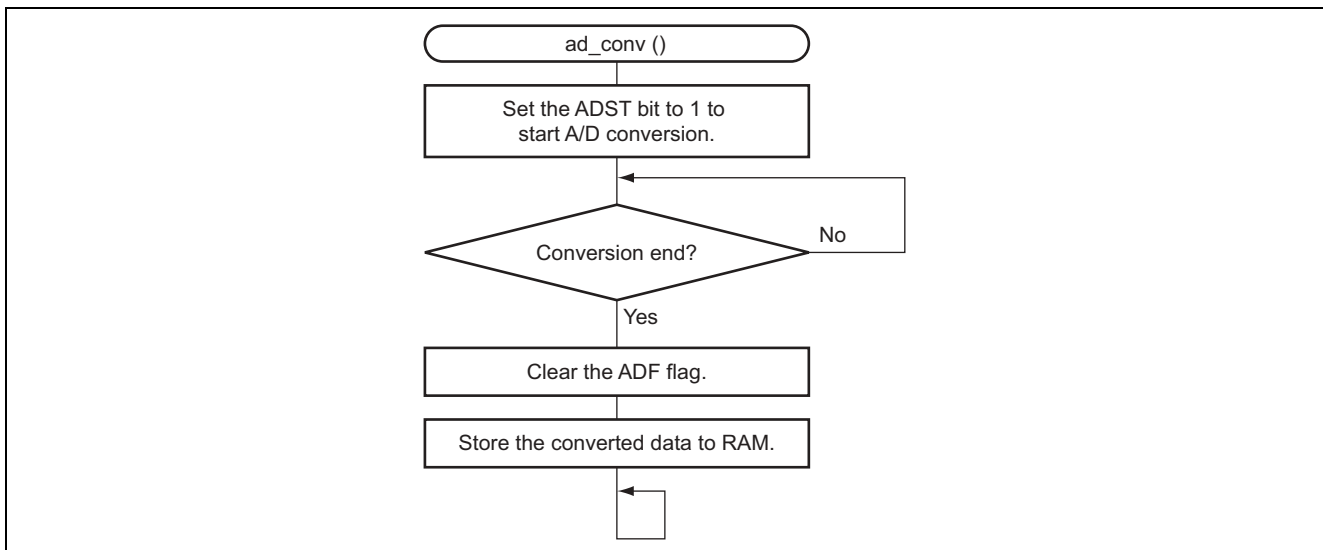 ad_conv ()
Set the ADST bit to 1 to
start A/D conversion.
Conversion end?
No
Yes
Clear the ADF flag.
Store the converted data to RAM.